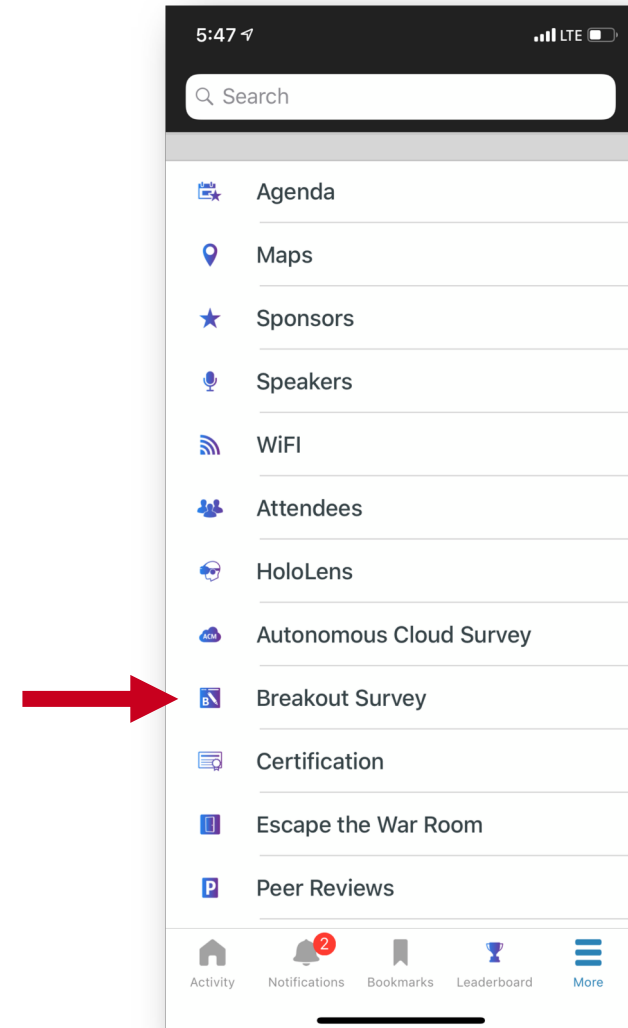 5:47 LTE
Search
Agenda
Maps
Sponsors
Speakers
WiFI
Attendees
HoloLens
ACM Autonomous Cloud Survey
B Breakout Survey
Certification
Escape the War Room
P Peer Reviews
2
Activity Notifications Bookmarks Leaderboard More